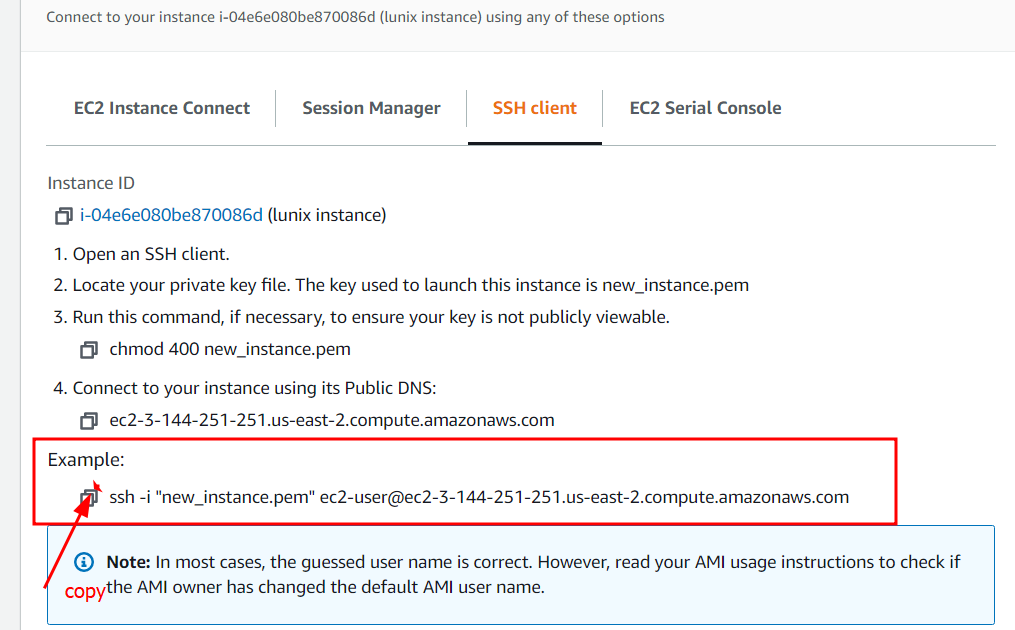 Connect to your instance i-04e6e080be870086d (lunix instance) using any of these options
EC2 Instance Connect Session Manager SSH client EC2 Serial Console
Instance ID
i-04e6e080be870086d (lunix instance)
1. Open an SSH client.
2. Locate your private key file. The key used to launch this instance is new_instance.pem
3. Run this command, if necessary, to ensure your key is not publicly viewable.
chmod 400 new_instance.pem
4. Connect to your instance using its Public DNS:
ec2-3-144-251-251.us-east-2.compute.amazonaws.com
Example:
ssh -i "new_instance.pem" ec2-user@ec2-3-144-251-251.us-east-2.compute.amazonaws.com
Note: In most cases, the guessed user name is correct. However, read your AMI usage instructions to check if
the AMI owner has changed the default AMI user name.
copy